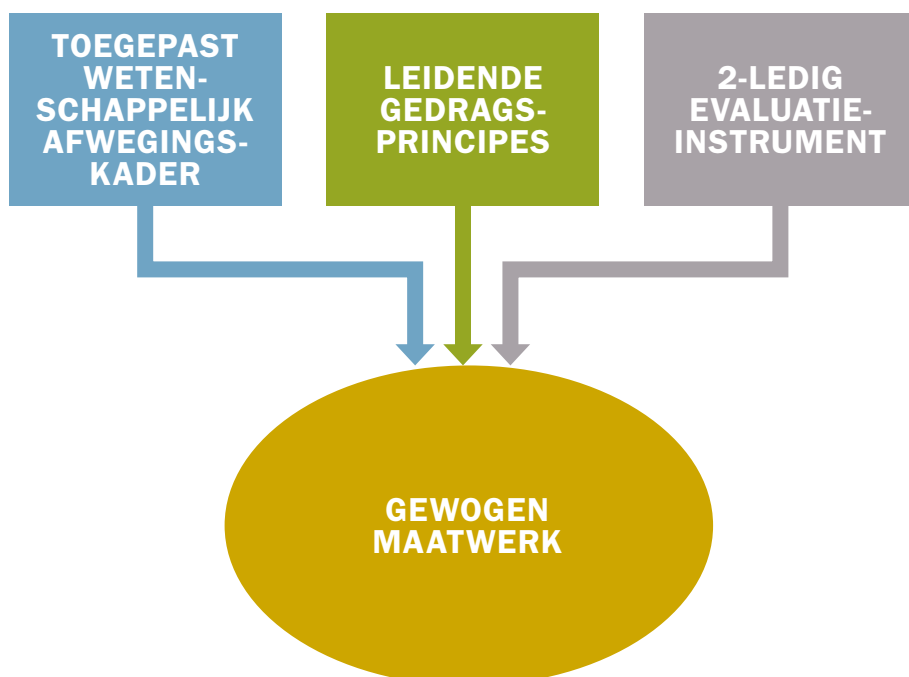 TOEGEPAST
WETEN-
SCHAPPELIJK
AFWEGINGS-
KADER
LEIDENDE
GEDRAGS-
PRINCIPES
2-LEDIG
EVALUATIE-
INSTRUMENT
GEWOGEN
MAATWERK